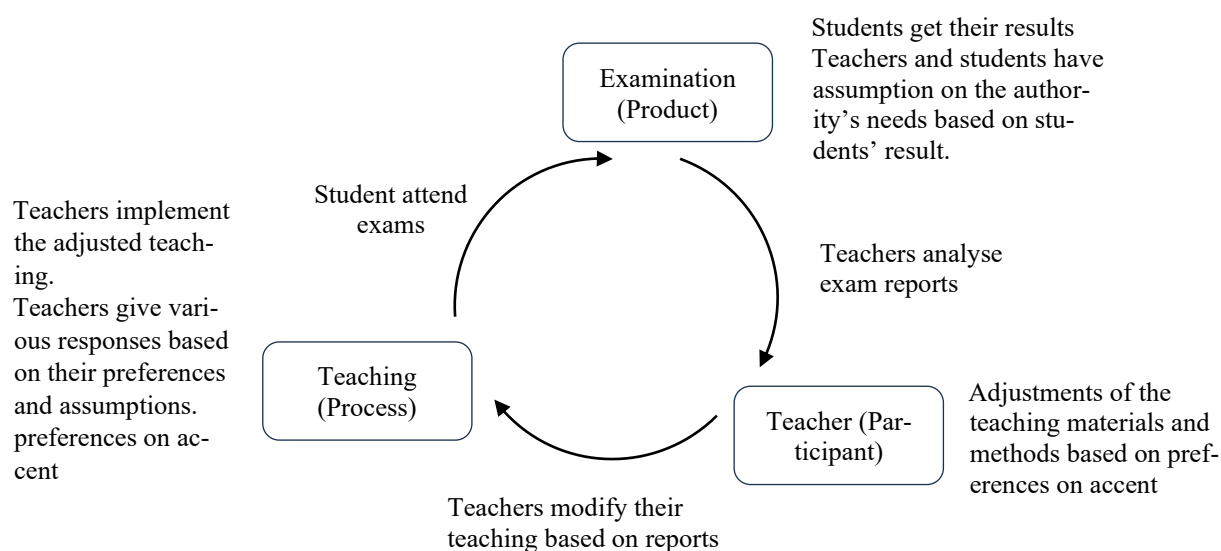 Examination
(Product)
Students get their results
Teachers and students have
assumption on the author-
ity’s needs based on stu-
dents’ result.
Student attend
exams
Teachers analyse
exam reports
Teachers implement
the adjusted teach-
ing.
Teachers give vari-
ous responses based
on their preferences
and assumptions.
preferences on ac-
cent
Teaching
(Process)
Teacher (Par-
ticipant)
Adjustments of the
teaching materials and
methods based on pref-
erences on accent
Teachers modify their
teaching based on reports